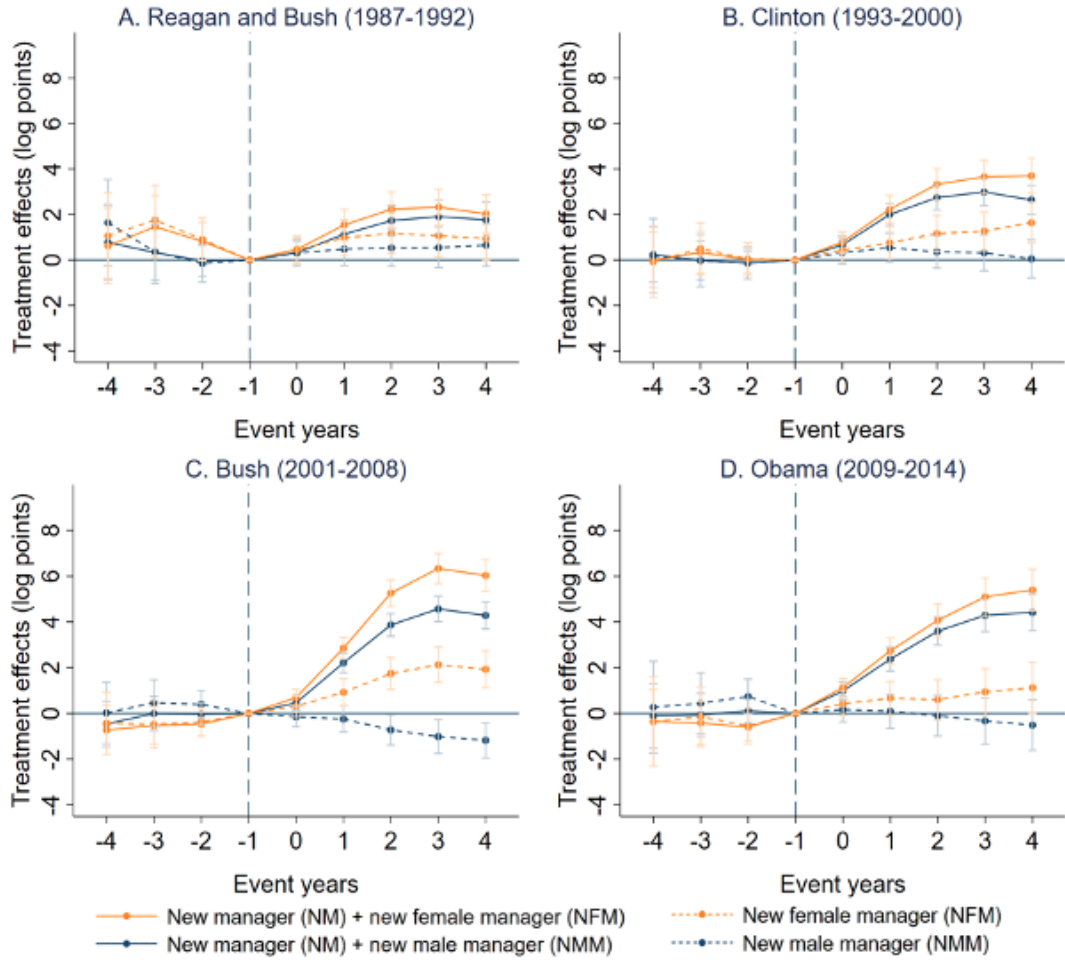 A. Reagan and Bush (1987-1992)
Treatment effects (log points)
8
6
4
2
0
-2
-4
-4 -3 -2 -1 0 1 2 3 4
Event years
B. Clinton (1993-2000)
Treatment effects (log points)
8
6
4
2
0
-2
-4
-4 -3 -2 -1 0 1 2 3 4
Event years
C. Bush (2001-2008)
Treatment effects (log points)
8
6
4
2
0
-2
-4
-4 -3 -2 -1 0 1 2 3 4
Event years
D. Obama (2009-2014)
Treatment effects (log points)
8
6
4
2
0
-2
-4
-4 -3 -2 -1 0 1 2 3 4
Event years
New manager (NM) + new female manager (NFM)
New female manager (NFM)
New manager (NM) + new male manager (NMM)
New male manager (NMM)